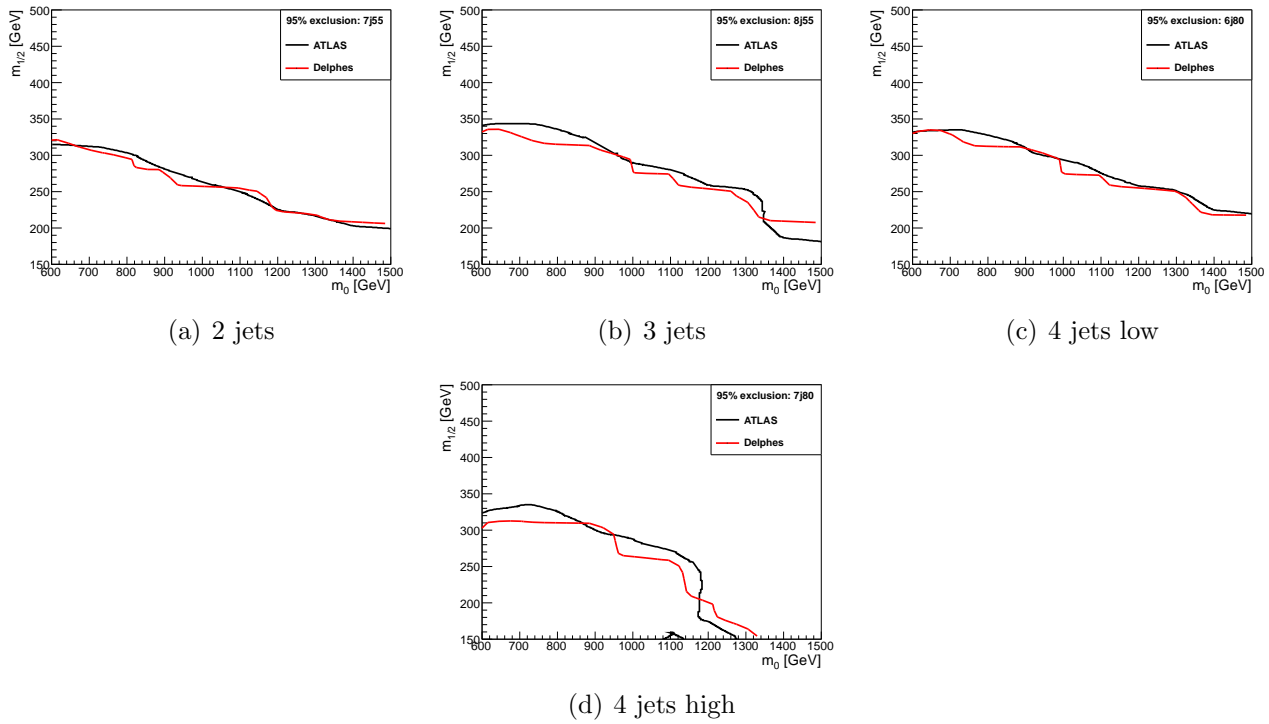 m1/2 [GeV]
500
450
400
350
300
250
200
150
95% exclusion: 7j55
ATLAS
Delphes
600 700 800 900 1000 1100 1200 1300 1400 1500
m0 [GeV]
(a) 2 jets
m1/2 [GeV]
500
450
400
350
300
250
200
150
95% exclusion: 8j55
ATLAS
Delphes
600 700 800 900 1000 1100 1200 1300 1400 1500
m0 [GeV]
(b) 3 jets
m1/2 [GeV]
500
450
400
350
300
250
200
150
95% exclusion: 6j80
ATLAS
Delphes
600 700 800 900 1000 1100 1200 1300 1400 1500
m0 [GeV]
(c) 4 jets low
m1/2 [GeV]
500
450
400
350
300
250
200
150
95% exclusion: 7j80
ATLAS
Delphes
600 700 800 900 1000 1100 1200 1300 1400 1500
m0 [GeV]
(d) 4 jets high